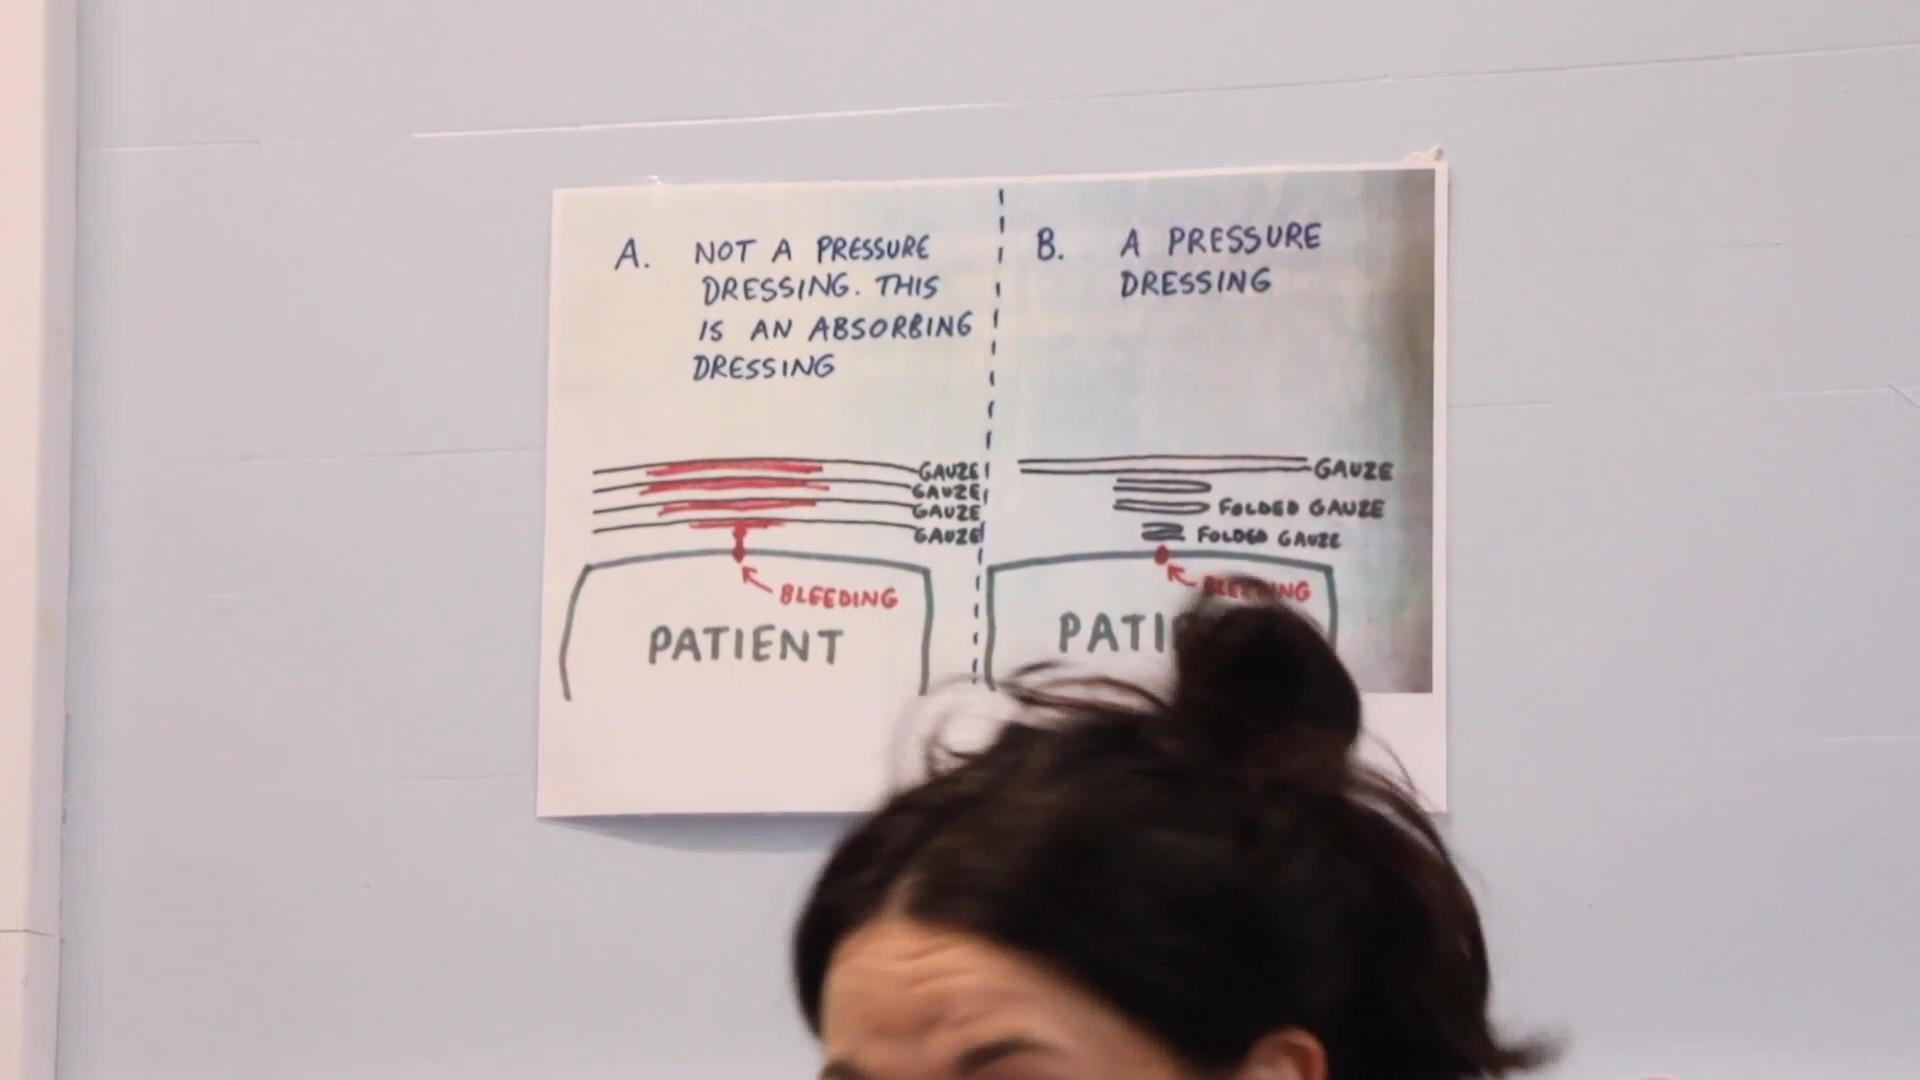 A. NOT A PRESSURE
DRESSING. THIS
IS AN ABSORBING
DRESSING
GAUZE
GAUZE
GAUZE
GAUZE
BLEEDING
PATIENT
B. A PRESSURE
DRESSING
GAUZE
FOLDED GAUZE
FOLDED GAUZE